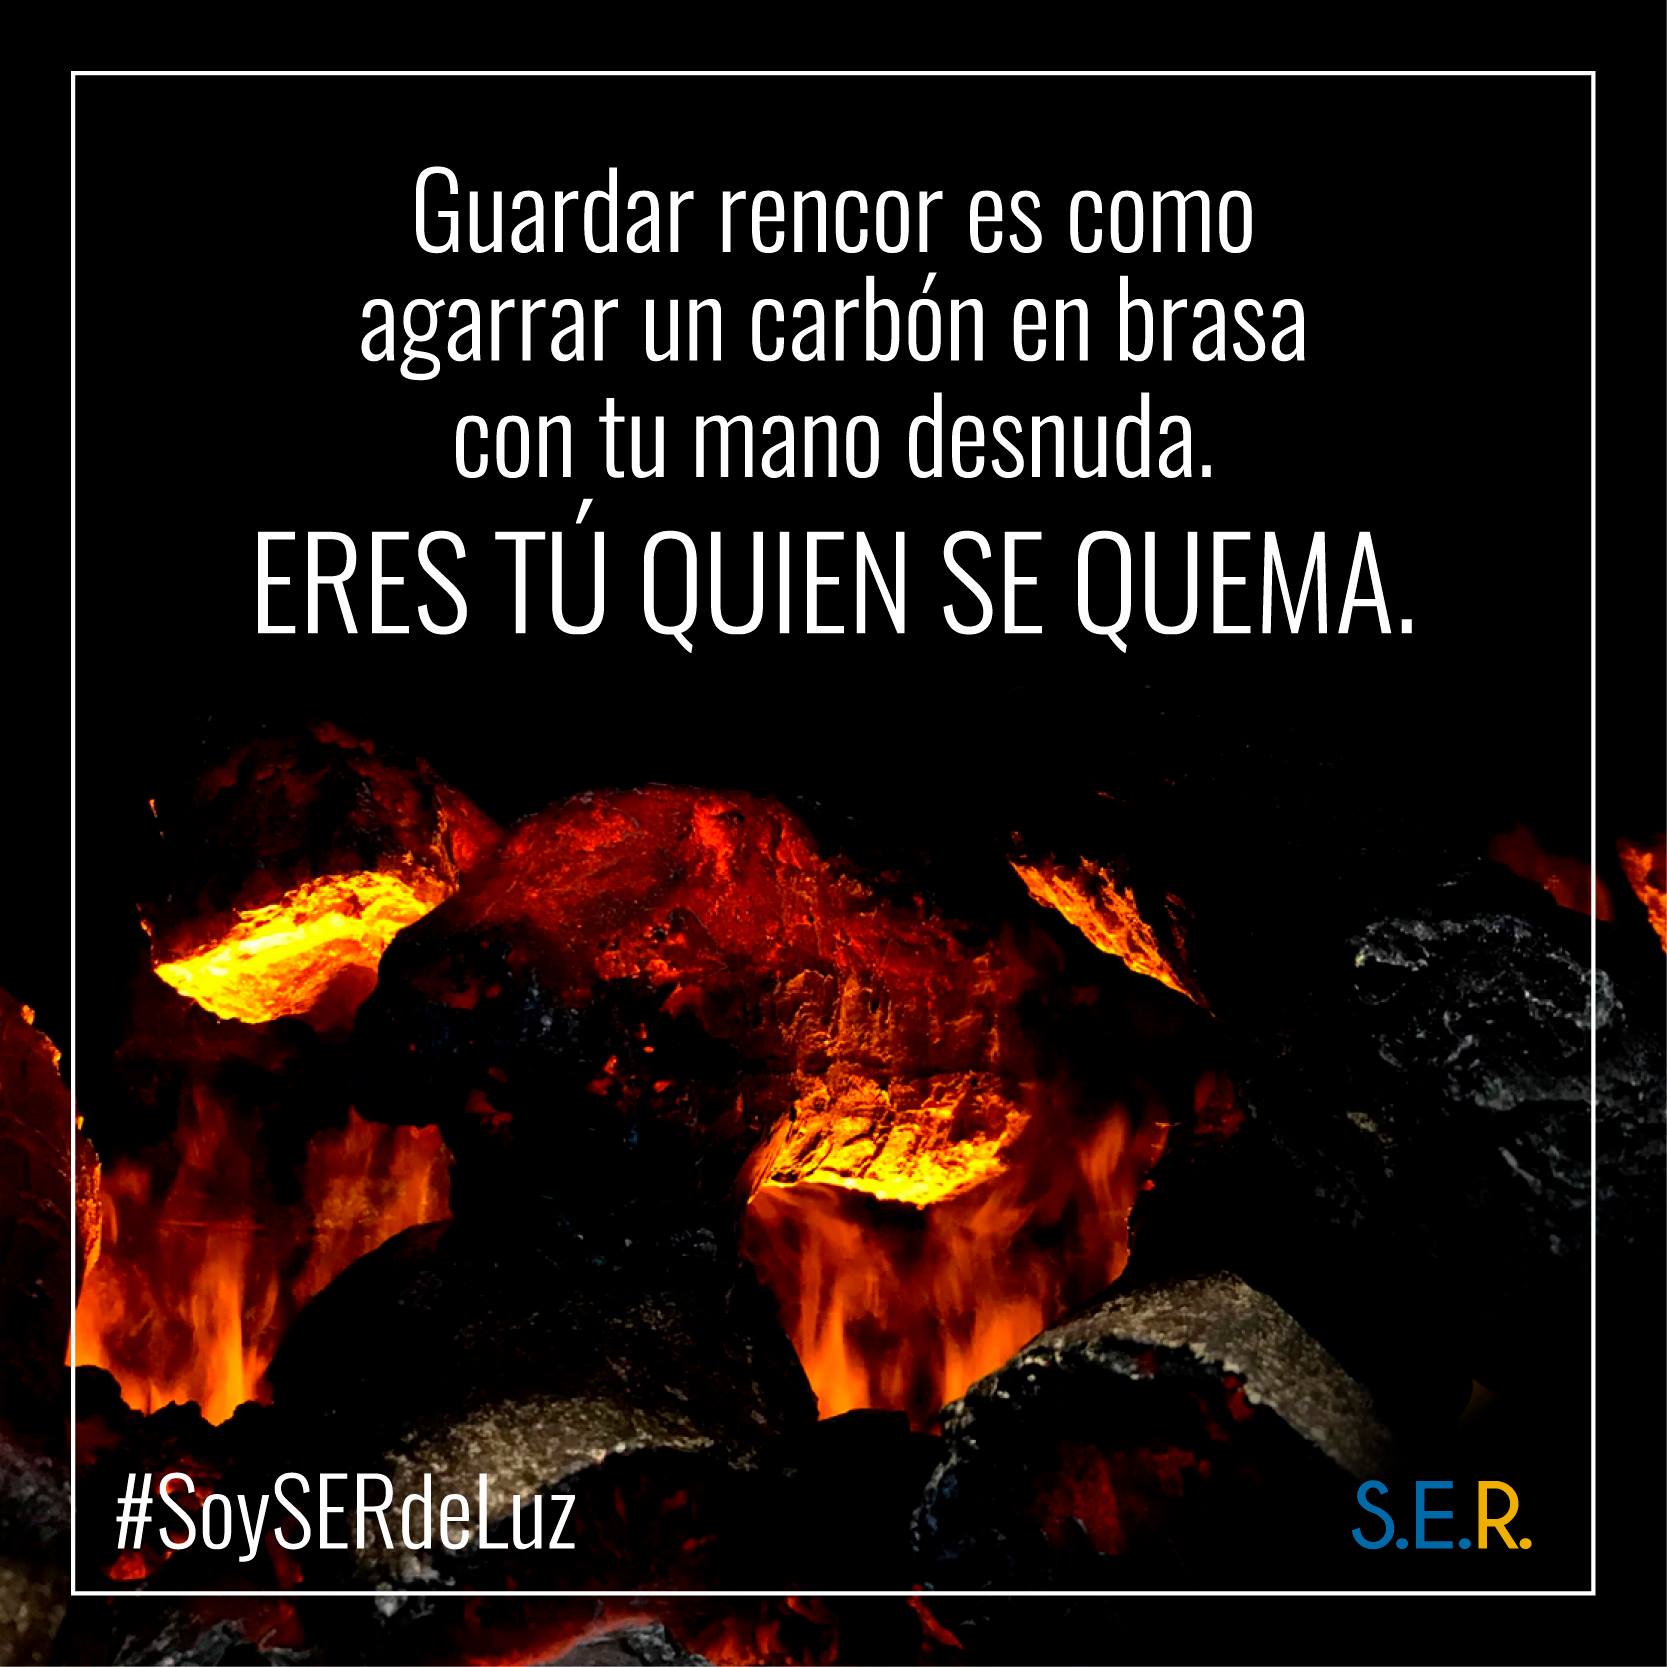 Guardar rencor es como
agarrar un carbón en brasa
con tu mano desnuda.
ERES TÚ QUIEN SE QUEMA.
#SoySERdeLuz
S.E.R.